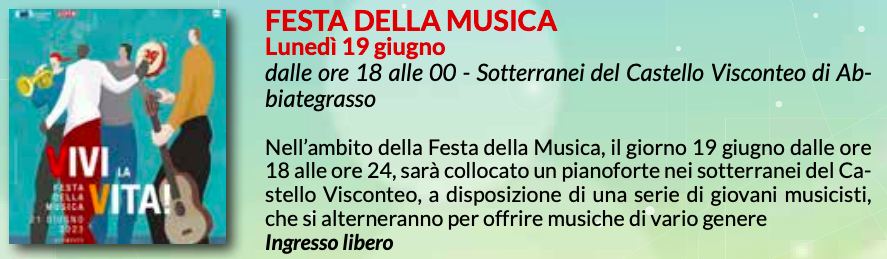 FESTA DELLA MUSICA
Lunedì 19 giugno
dalle ore 18 alle 00 - Sotterranei del Castello Visconteo di Ab-
biategrasso
Nell'ambito della Festa della Musica, il giorno 19 giugno dalle ore
18 alle ore 24, sarà collocato un pianoforte nei sotterranei del Ca-
stello Visconteo, a disposizione di una serie di giovani musicisti,
che si alterneranno per offrire musiche di vario genere
Ingresso libero
VIVI LA
VITA!
FESTA
DELLA
MUSICA
21 GIUGNO
2023